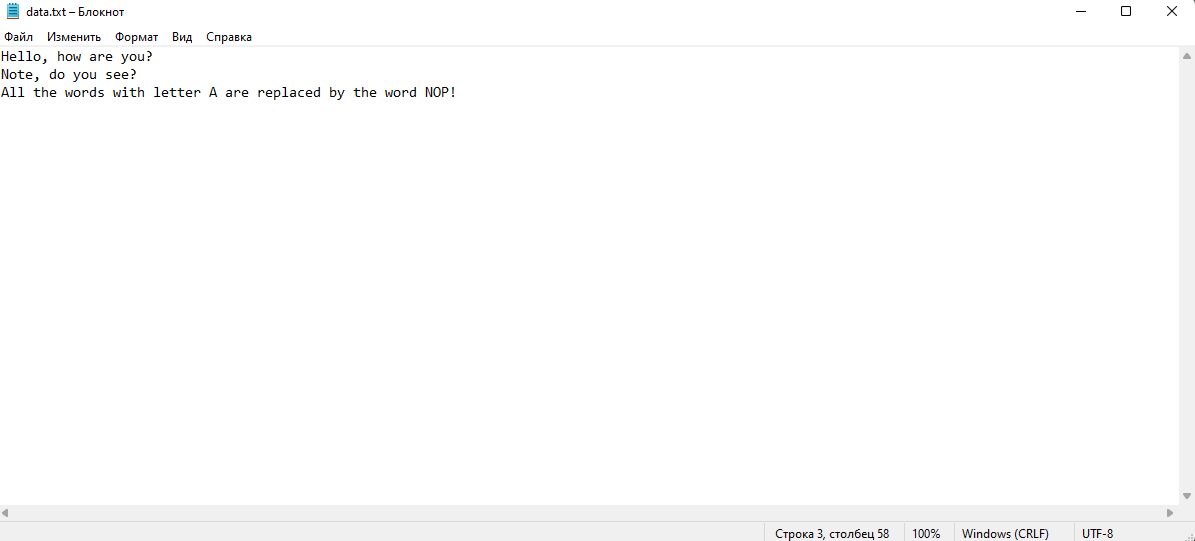 data.txt – Блокнот
Файл Изменить Формат Вид Справка
Hello, how are you?
Note, do you see?
All the words with letter A are replaced by the word NOP!
Строка 3, столбец 58 100% Windows (CRLF) UTF-8